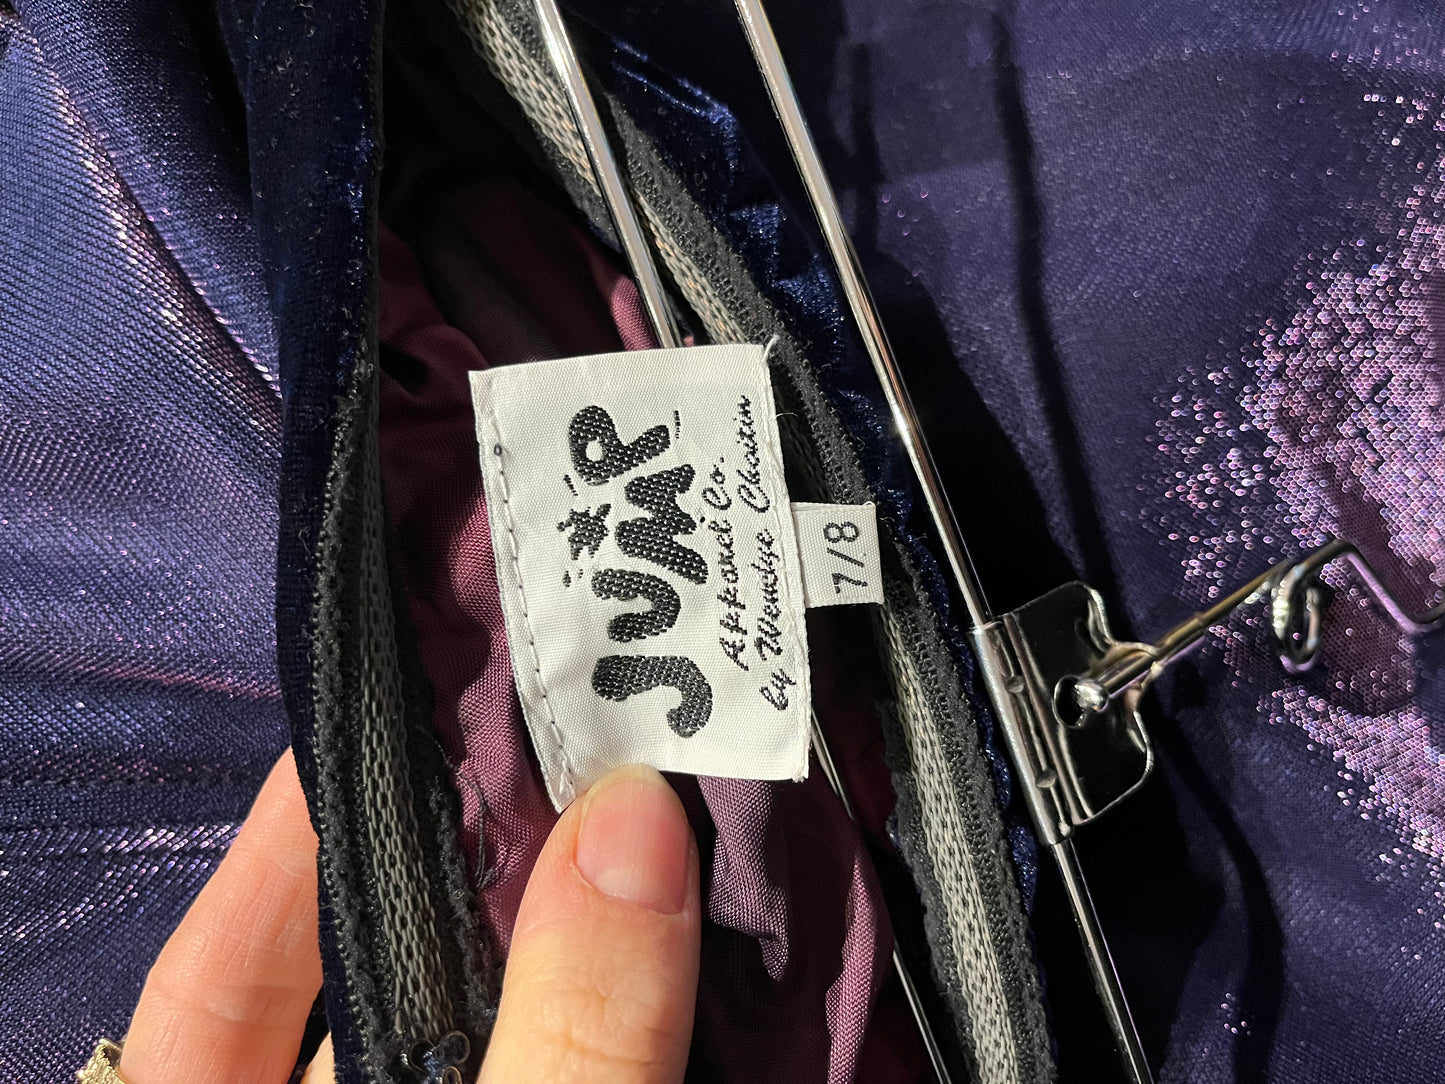 JUMP
Apparel Co.
by Wendye Chaitin
7/8